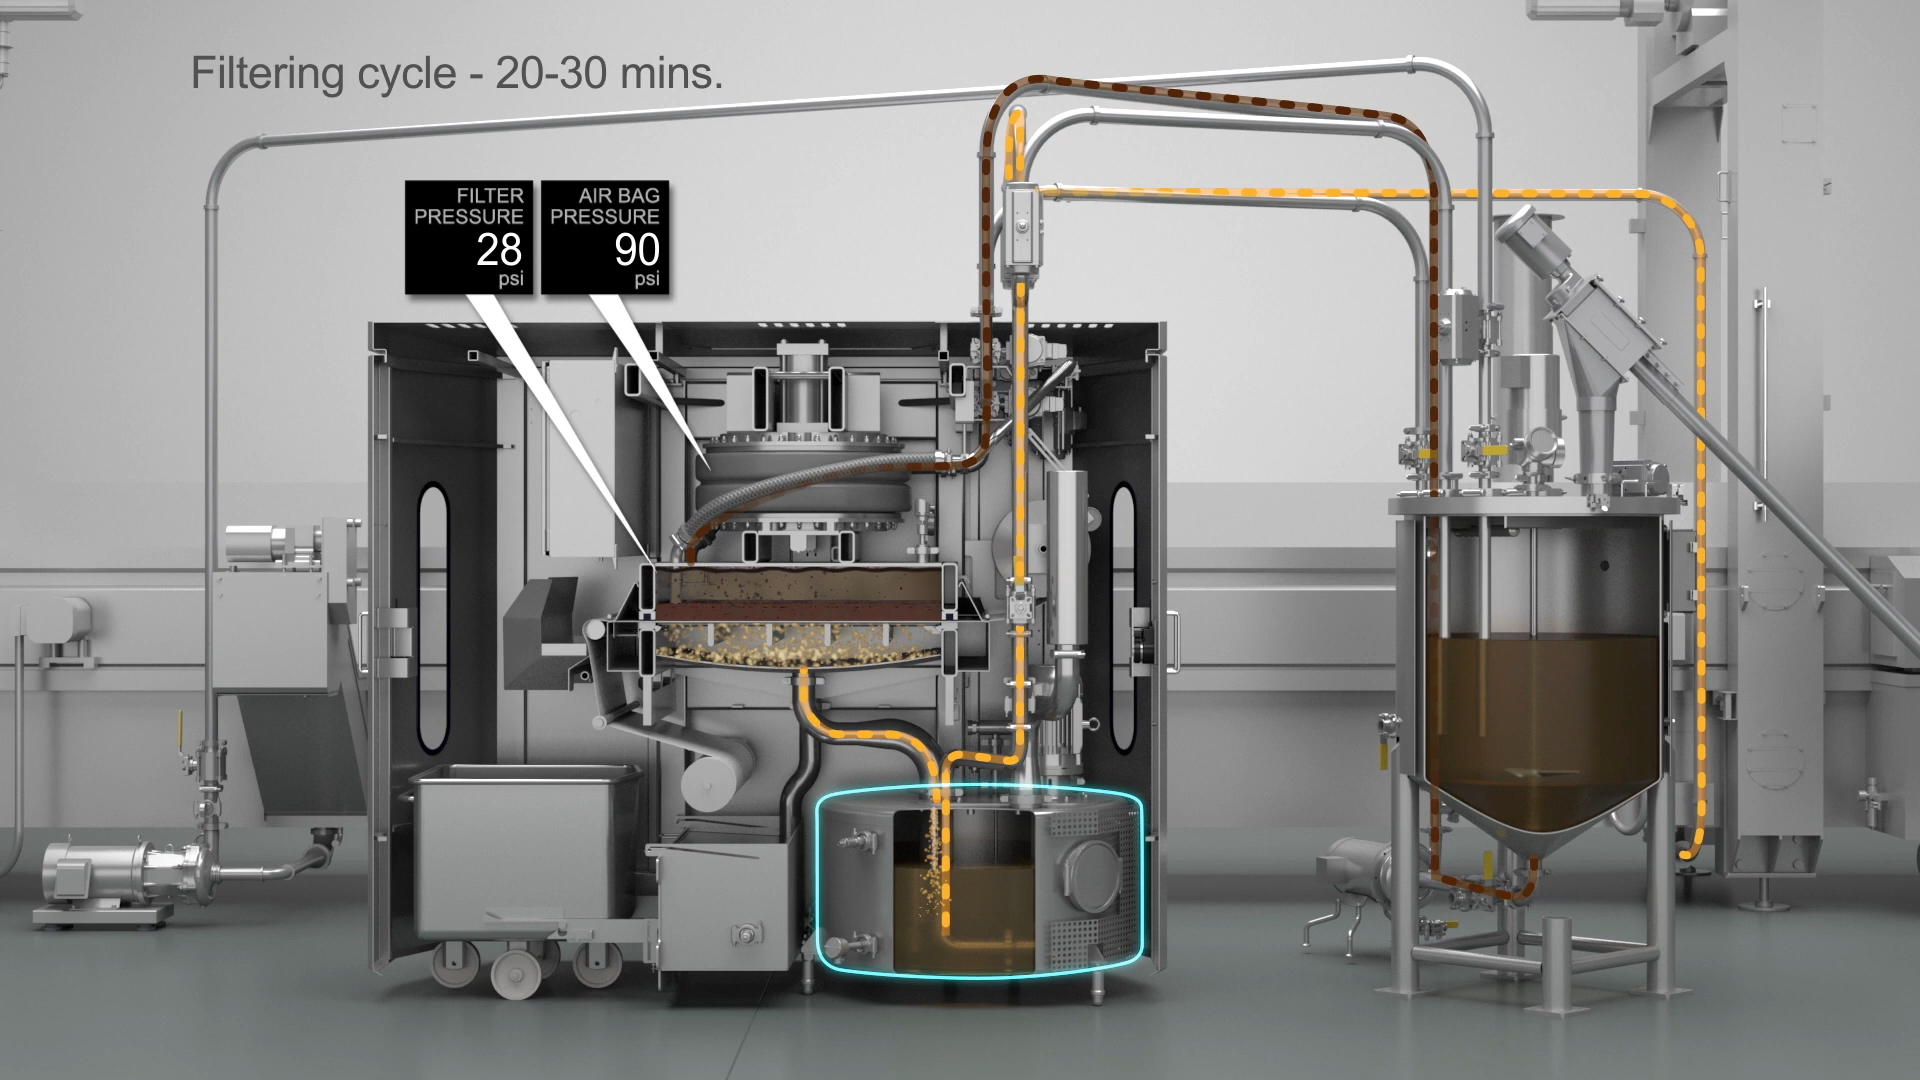 Filtering cycle - 20-30 mins.
FILTER
PRESSURE
28
psi
AIR BAG
PRESSURE
90
psi